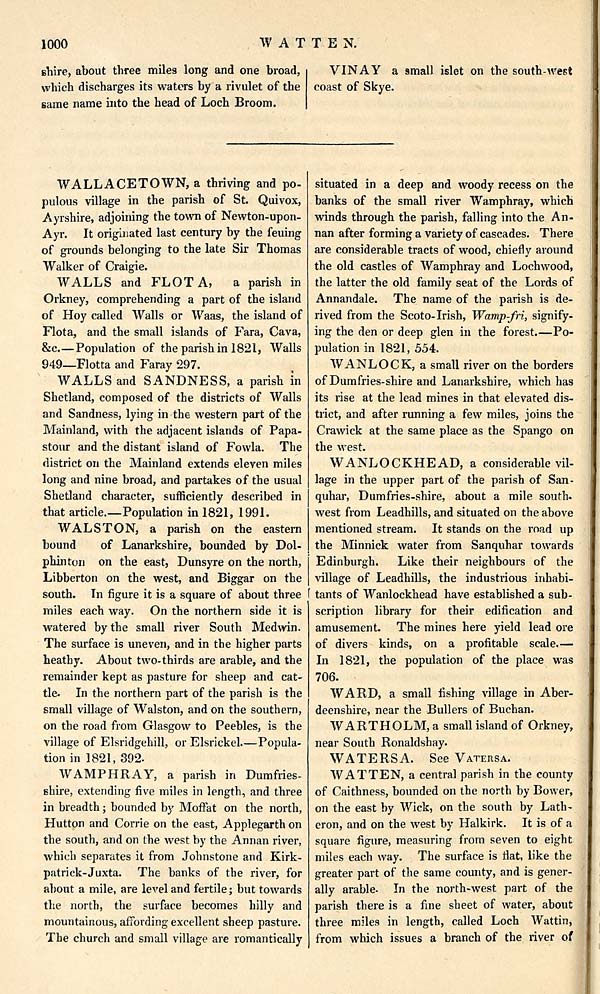 1000
WATTEN.
shire, about three miles long and one broad,
which discharges its waters by a rivulet of the
same name into the head of Loch Broom.
VINAY a small islet on the south-west
coast of Skye.
WALLACETOWN, a thriving and po-
pulous village in the parish of St. Quivox,
Ayrshire, adjoining the town of Newton-upon-
Ayr. It originated last century by the feuing
of grounds belonging to the late Sir Thomas
Walker of Craigie.
WALLS and FLOTA, a parish in
Orkney, comprehending a part of the island
of Hoy called Walls or Waas, the island of
Flota, and the small islands of Fara, Cava,
&c.—Population of the parish in 1821, Walls
949—Flotta and Faray 297.
WALLS and SANDNESS, a parish in
Shetland, composed of the districts of Walls
and Sandness, lying in the western part of the
Mainland, with the adjacent islands of Papa-
stour and the distant island of Fowla. The
district on the Mainland extends eleven miles
long and nine broad, and partakes of the usual
Shetland character, sufficiently described in
that article.—Population in 1821, 1991.
WALSTON, a parish on the eastern
bound of Lanarkshire, bounded by Dol-
phinton on the east, Dunsyre on the north,
Libberton on the west, and Biggar on the
south. In figure it is a square of about three
miles each way. On the northern side it is
watered by the small river South Medwin.
The surface is uneven, and in the higher parts
heathy. About two-thirds are arable, and the
remainder kept as pasture for sheep and cat-
tle. In the northern part of the parish is the
small village of Walston, and on the southern,
on the road from Glasgow to Peebles, is the
village of Elsridgehill, or Elsrickel.—Popula-
tion in 1821, 392.
WAMPHRAY, a parish in Dumfries-
shire, extending five miles in length, and three
in breadth; bounded by Moffat on the north,
Hutton and Corrie on the east, Applegarth on
the south, and on the west by the Annan river,
which separates it from Johnstone and Kirk-
patrick-Juxta. The banks of the river, for
about a mile, are level and fertile; but towards
the north, the surface becomes hilly and
mountainous, affording excellent sheep pasture.
The church and small village are romantically
situated in a deep and woody recess on the
banks of the small river Wamphray, which
winds through the parish, falling into the An-
nan after forming a variety of cascades. There
are considerable tracts of wood, chiefly around
the old castles of Wamphray and Lochwood,
the latter the old family seat of the Lords of
Annandale. The name of the parish is de-
rived from the Scoto-Irish, Wamp-fri, signify-
ing the den or deep glen in the forest.—Po-
pulation in 1821, 554.
WANLOCK, a small river on the borders
of Dumfries-shire and Lanarkshire, which has
its rise at the lead mines in that elevated dis-
trict, and after running a few miles, joins the
Crawick at the same place as the Spango on
the west.
WANLOCKHEAD, a considerable vil-
lage in the upper part of the parish of San-
quhar, Dumfries-shire, about a mile south-
west from Leadhills, and situated on the above
mentioned stream. It stands on the road up
the Minnick water from Sanquhar towards
Edinburgh. Like their neighbours of the
village of Leadhills, the industrious inhabi-
tants of Wanlockhead have established a sub-
scription library for their edification and
amusement. The mines here yield lead ore
of divers kinds, on a profitable scale.—
In 1821, the population of the place was
706.
WARD, a small fishing village in Aber-
deenshire, near the Bullers of Buchan.
WARTHOLM, a small island of Orkney,
near South Ronaldshay.
WATERSA. See VATERSA.
WATTEN, a central parish in the county
of Caithness, bounded on the north by Bower,
on the east by Wick, on the south by Lath-
eron, and on the west by Halkirk. It is of a
square figure, measuring from seven to eight
miles each way. The surface is flat, like the
greater part of the same county, and is gener-
ally arable. In the north-west part of the
parish there is a fine sheet of water, about
three miles in length, called Loch Wattin,
from which issues a branch of the river of